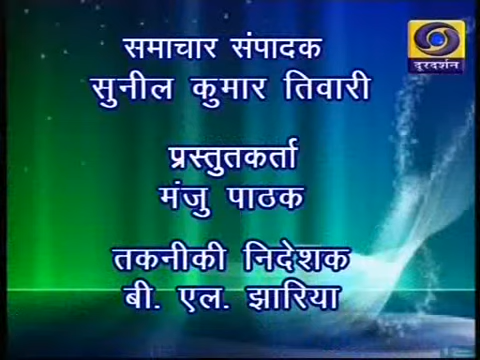 समाचार संपादक
सुनील कुमार तिवारी
प्रस्तुतकर्ता
मंजु पाठक
तकनीकी निदेशक
बी. एल. झारिया
दूरदर्शन